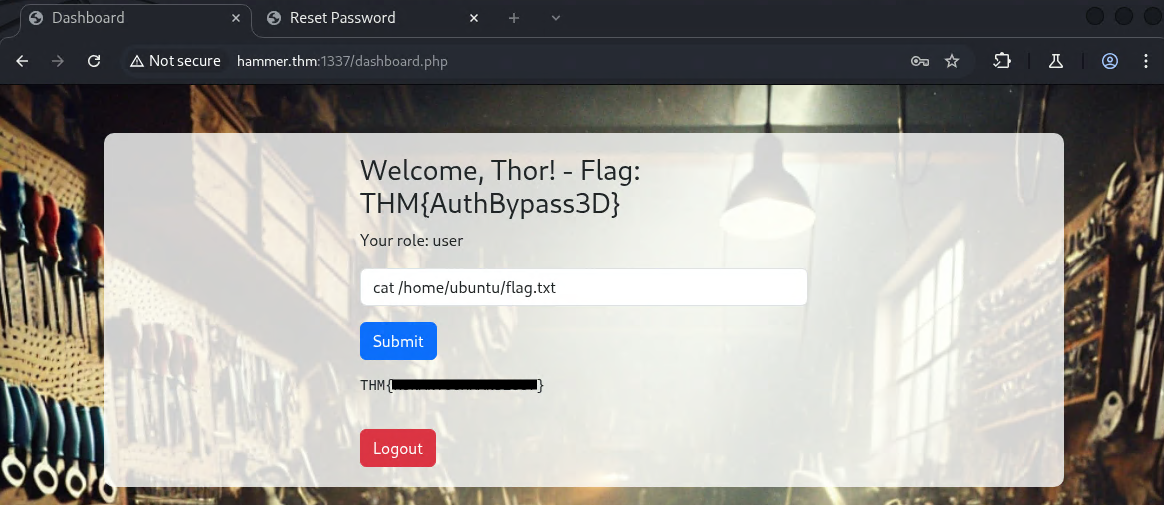 Dashboard
Reset Password
Not secure
hammer.thm:1337/dashboard.php
Welcome, Thor! - Flag:
THM{AuthBypass3D}
Your role: user
cat /home/ubuntu/flag.txt
Submit
THM{ }
Logout